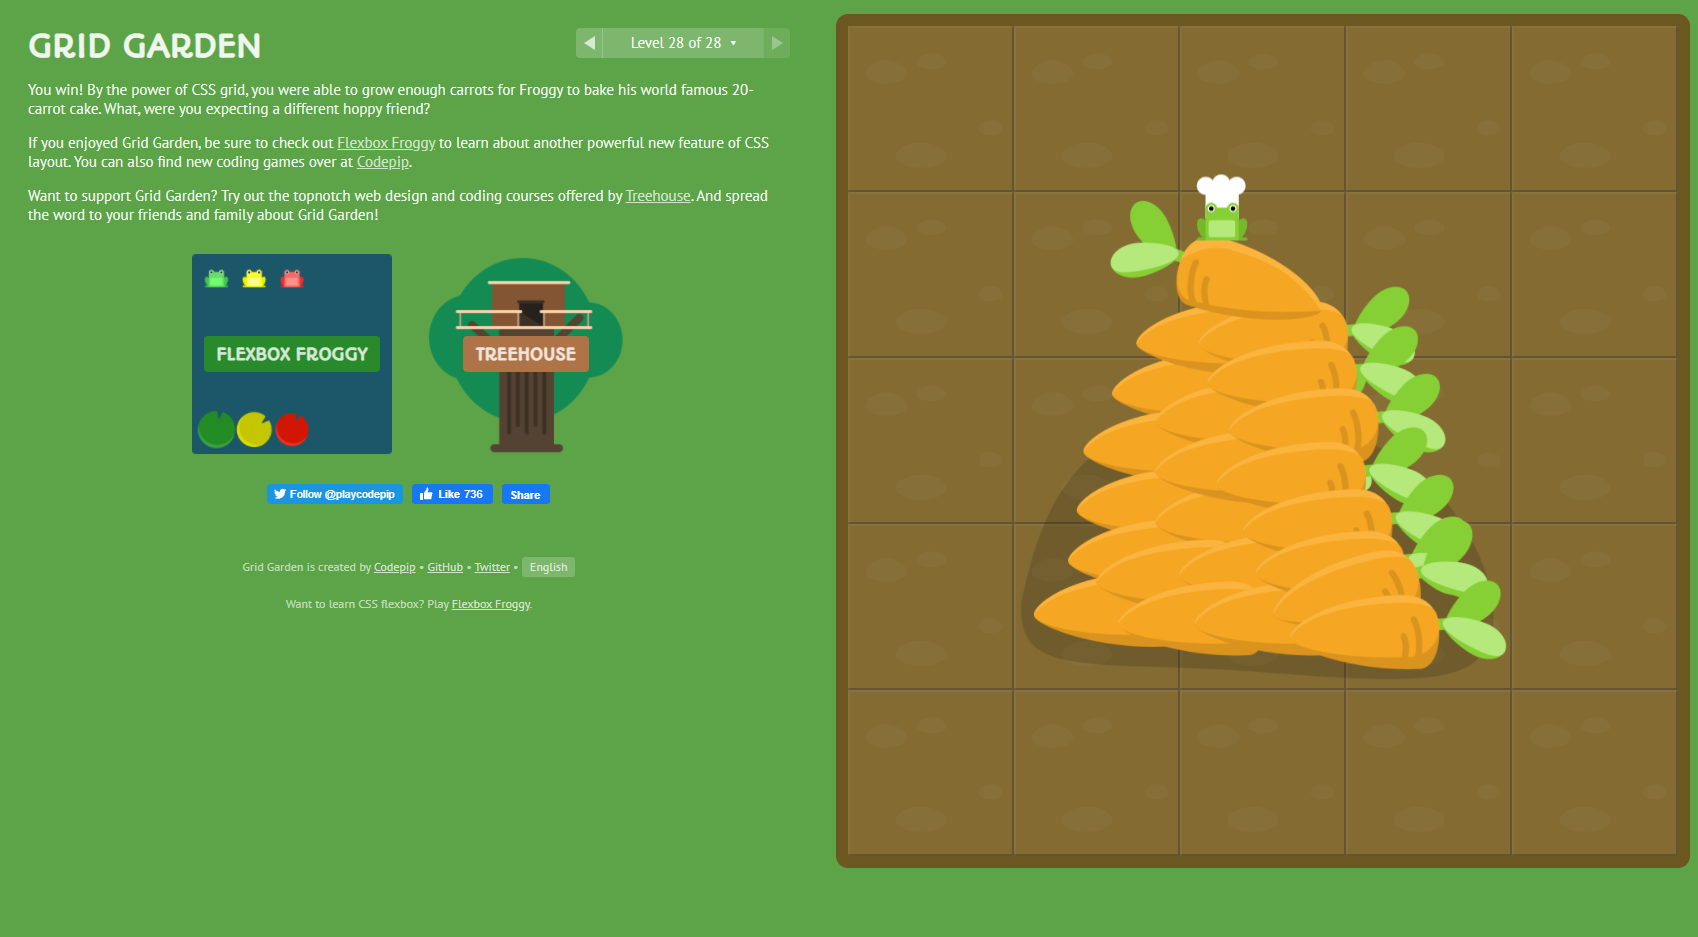 GRID GARDEN
Level 28 of 28
You win! By the power of CSS grid, you were able to grow enough carrots for Froggy to bake his world famous 20-
carrot cake. What, were you expecting a different hoppy friend?
If you enjoyed Grid Garden, be sure to check out Flexbox Froggy to learn about another powerful new feature of CSS
layout. You can also find new coding games over at Codepip.
Want to support Grid Garden? Try out the topnotch web design and coding courses offered by Treehouse. And spread
the word to your friends and family about Grid Garden!
FLEXBOX FROGGY
TREEHOUSE
Follow @playcodepip
Like 736
Share
Grid Garden is created by Codepip • GitHub • Twitter • English
Want to learn CSS flexbox? Play Flexbox Froggy.